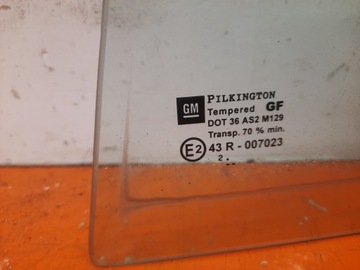 GM PILKINGTON
Tempered GF
DOT 36 AS2 M129
Transp. 70 % min.
E2 43 R - 007023
2 .